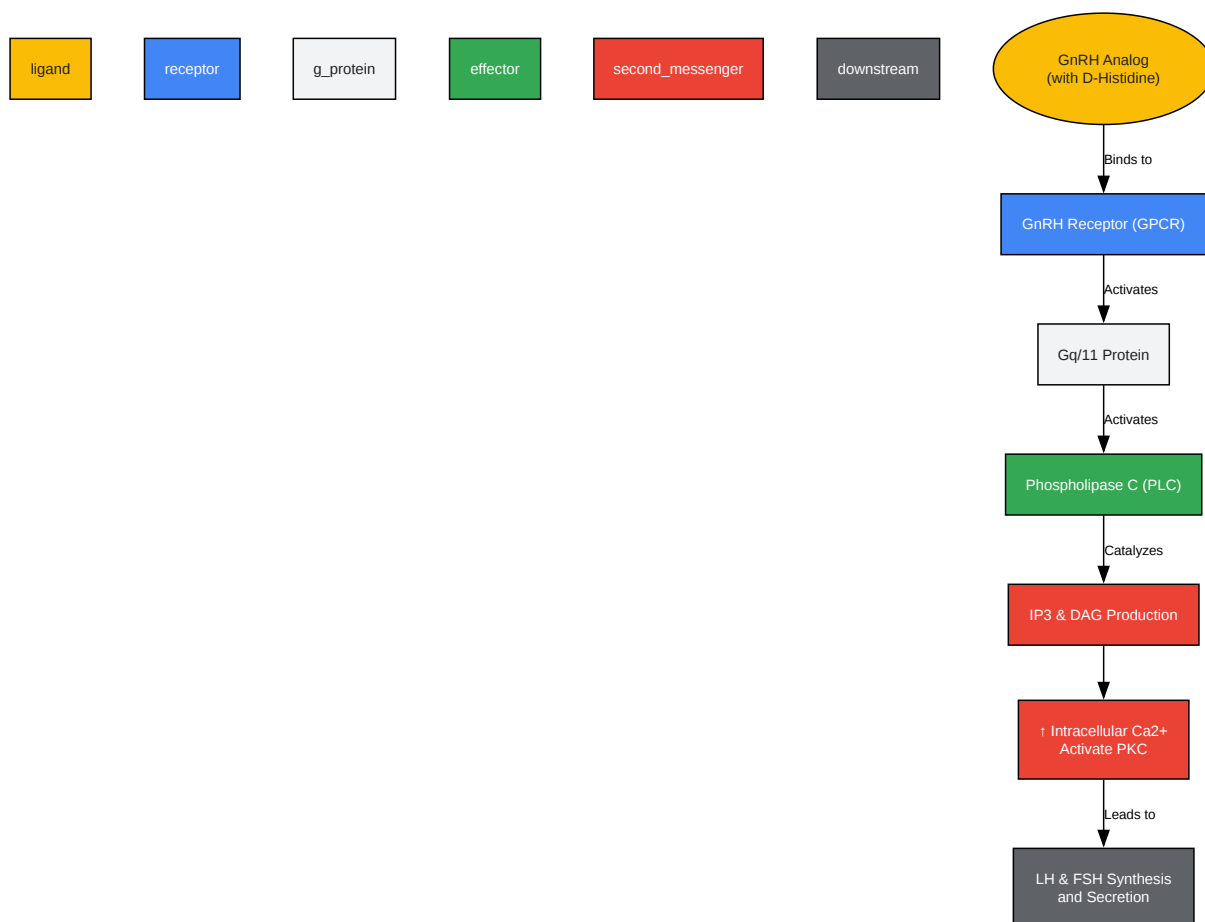 ligand
receptor
g_protein
effector
second_messenger
downstream
GnRH Analog
(with D-Histidine)
Binds to
GnRH Receptor (GPCR)
Activates
Gq/11 Protein
Activates
Phospholipase C (PLC)
Catalyzes
IP3 & DAG Production
↑ Intracellular Ca2+
Activate PKC
Leads to
LH & FSH Synthesis
and Secretion